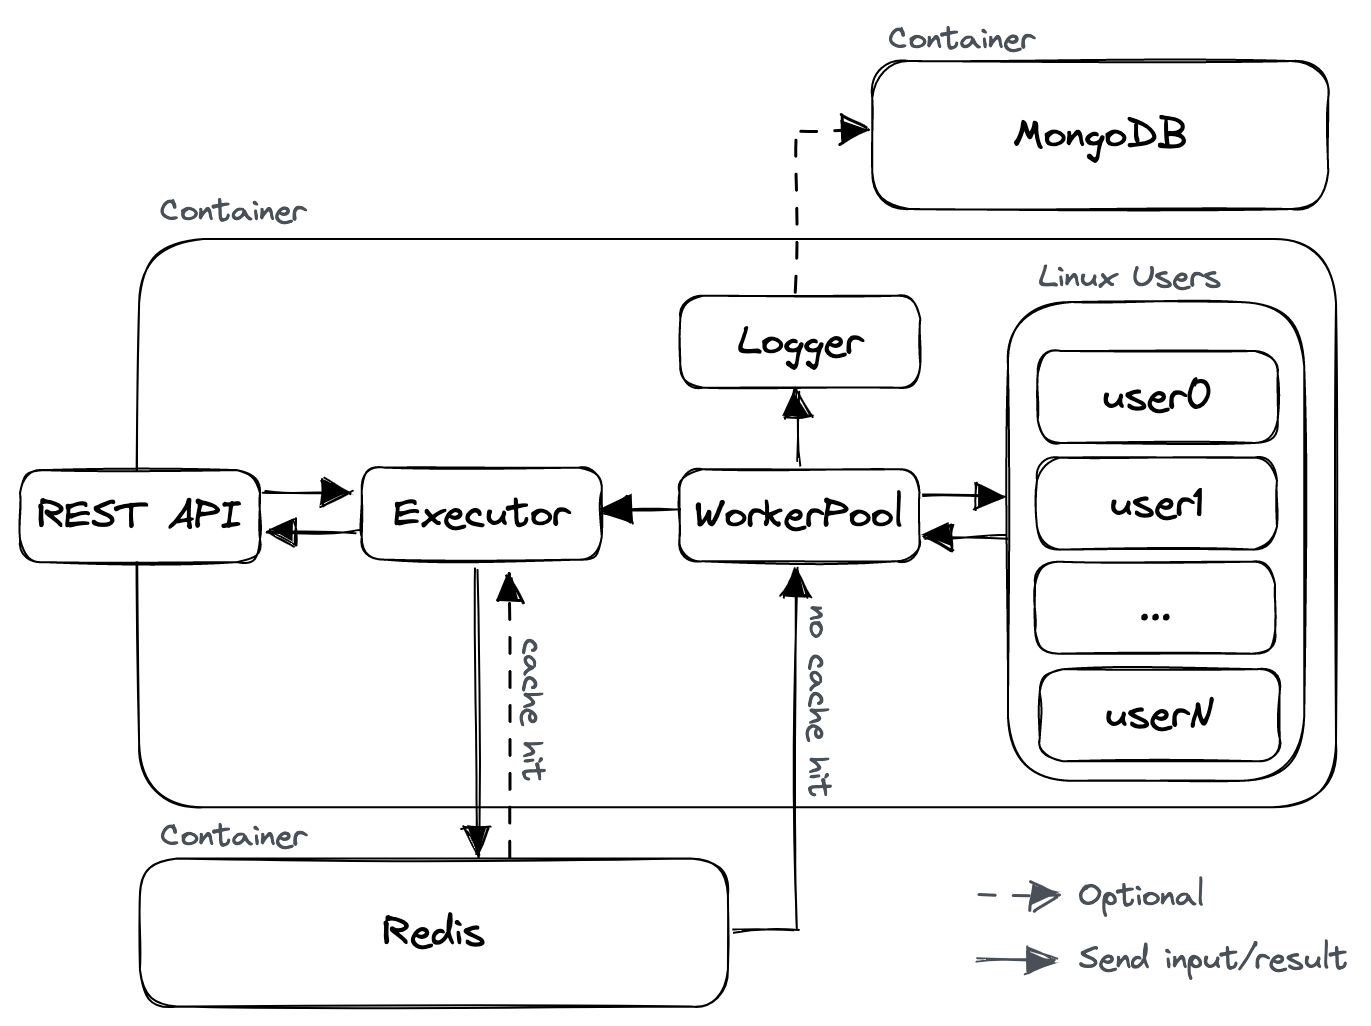 Container
MongoDB
Container
Linux Users
Logger
user0
REST API
Executor
WorkerPool
user1
cache hit
no cache hit
...
userN
Container
Redis
Optional
Send input/result